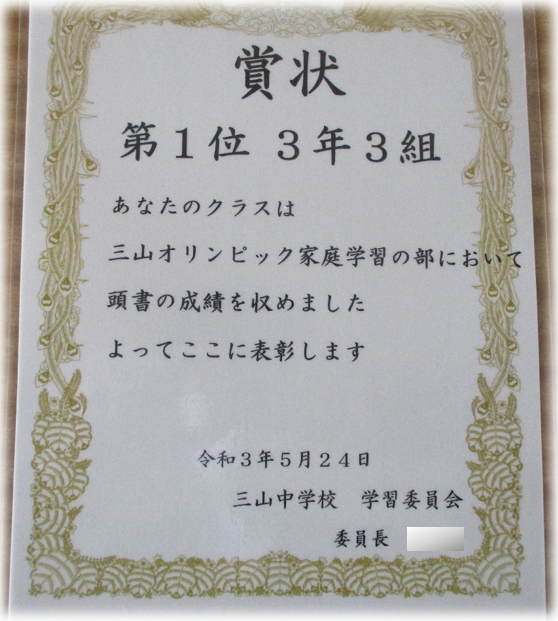 賞状
第１位 ３年３組
あなたのクラスは
三山オリンピック家庭学習の部において
頭書の成績を収めました
よってここに表彰します
令和３年５月２４日
三山中学校　学習委員会
委員長